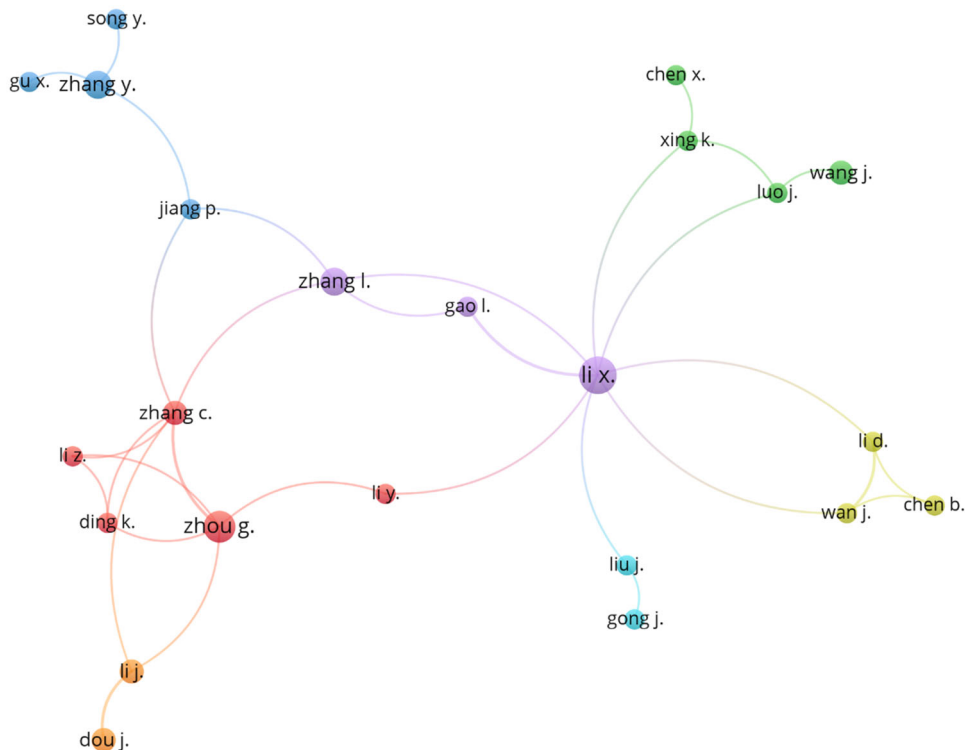 song y.
gu x.
zhang y.
chen x.
xing k.
wang j.
luo j.
jiang p.
zhang l.
gao l.
li x.
zhang c.
li d.
li z.
li y.
chen b.
wan j.
ding k.
zhou g.
liu j.
gong j.
li j.
dou j.